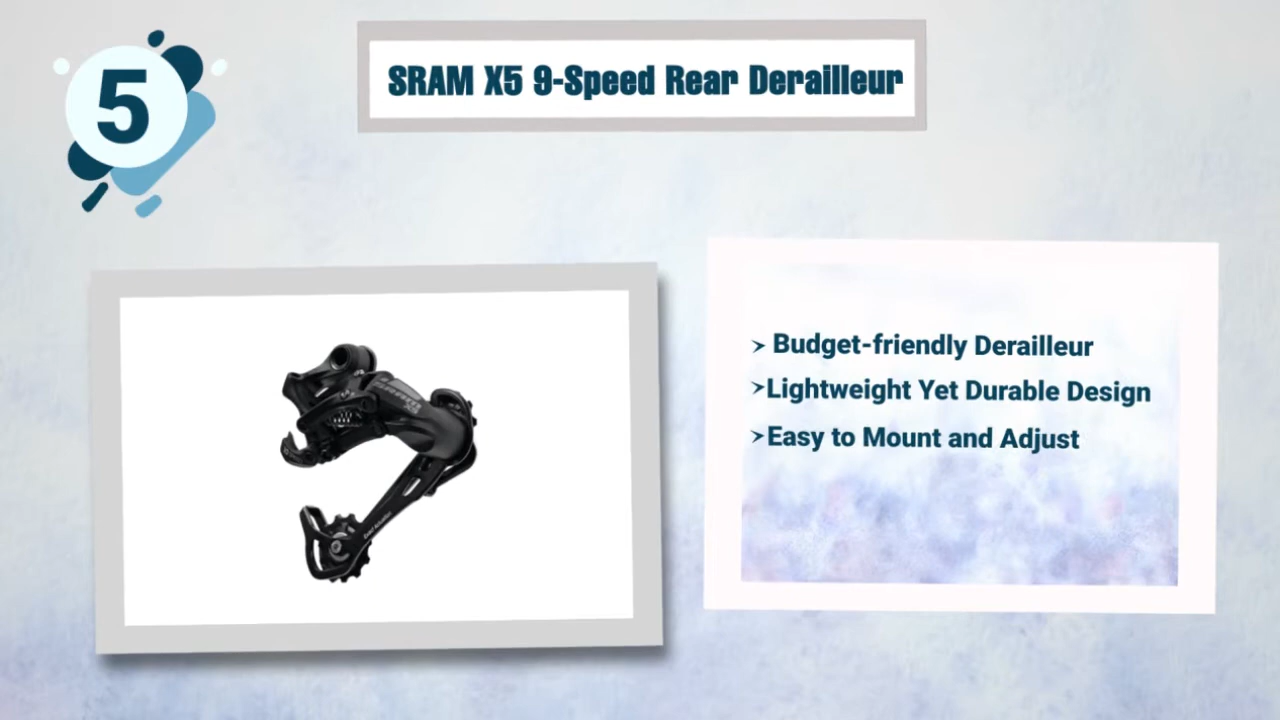 5
SRAM X5 9-Speed Rear Derailleur
➢ Budget-friendly Derailleur
➢Lightweight Yet Durable Design
➢Easy to Mount and Adjust